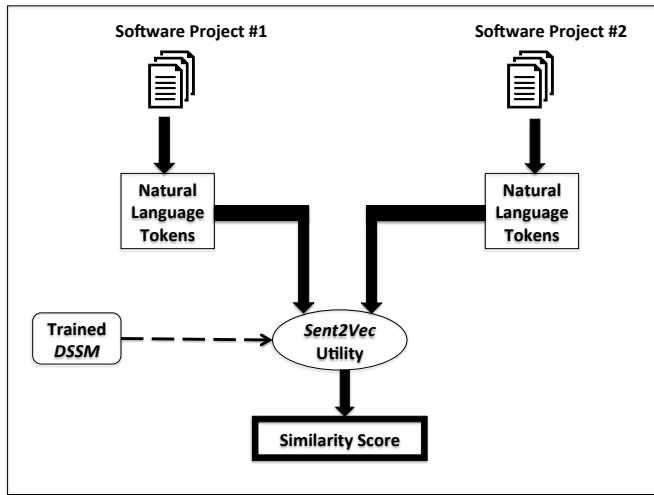 Software Project #1
Software Project #2
Natural
Language
Tokens
Natural
Language
Tokens
Trained
DSSM
Sent2Vec
Utility
Similarity Score